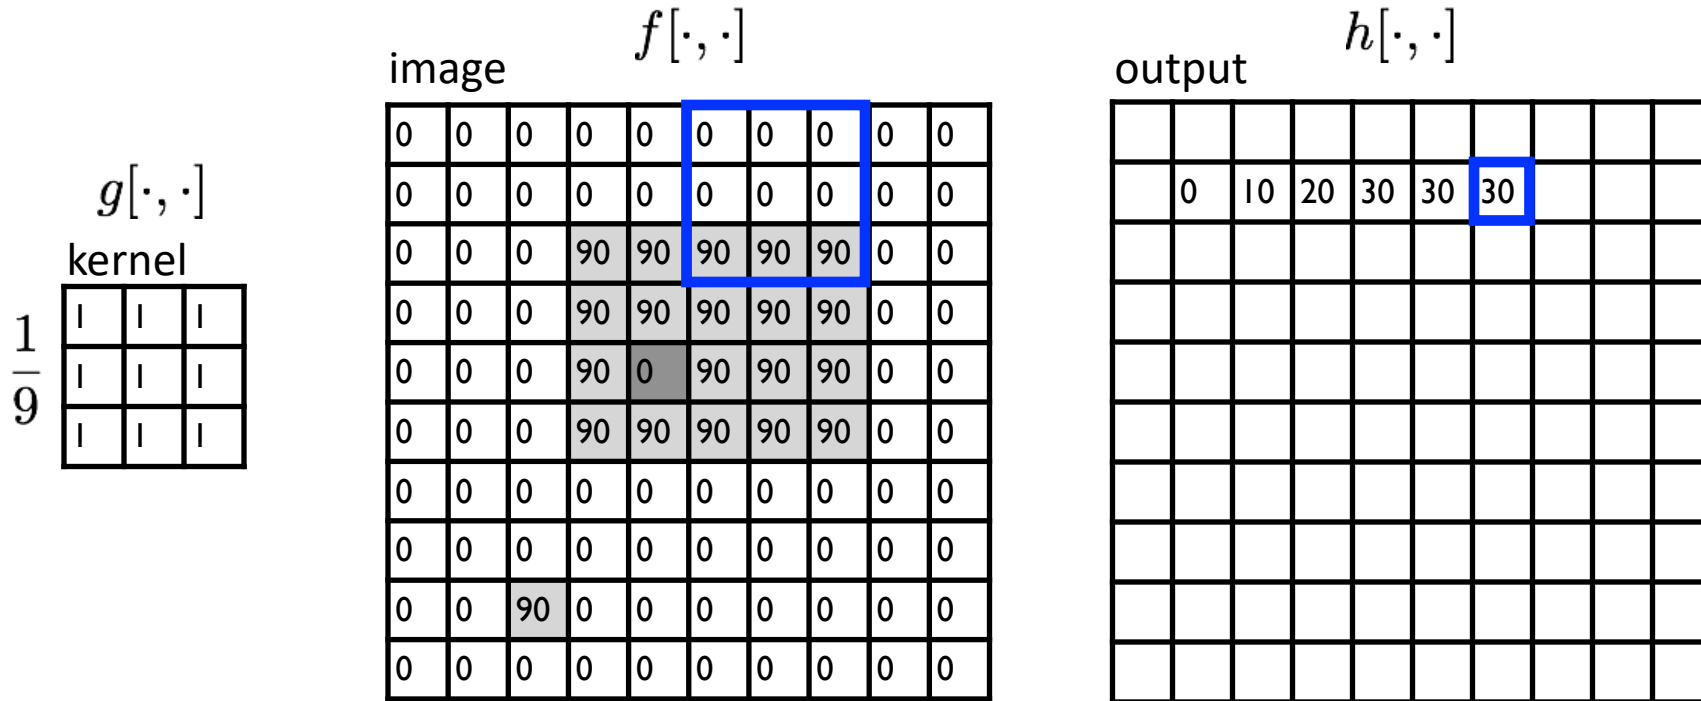 g[·, ·]
kernel
1/9
1 1 1
1 1 1
1 1 1
f[·, ·]
image
0 0 0 0 0 0 0 0 0 0
0 0 0 0 0 0 0 0 0 0
0 0 0 90 90 90 90 90 0 0
0 0 0 90 90 90 90 90 0 0
0 0 0 90 0 90 90 90 0 0
0 0 0 90 90 90 90 90 0 0
0 0 0 0 0 0 0 0 0 0
0 0 0 0 0 0 0 0 0 0
0 0 90 0 0 0 0 0 0 0
0 0 0 0 0 0 0 0 0 0
h[·, ·]
output
0 10 20 30 30 30